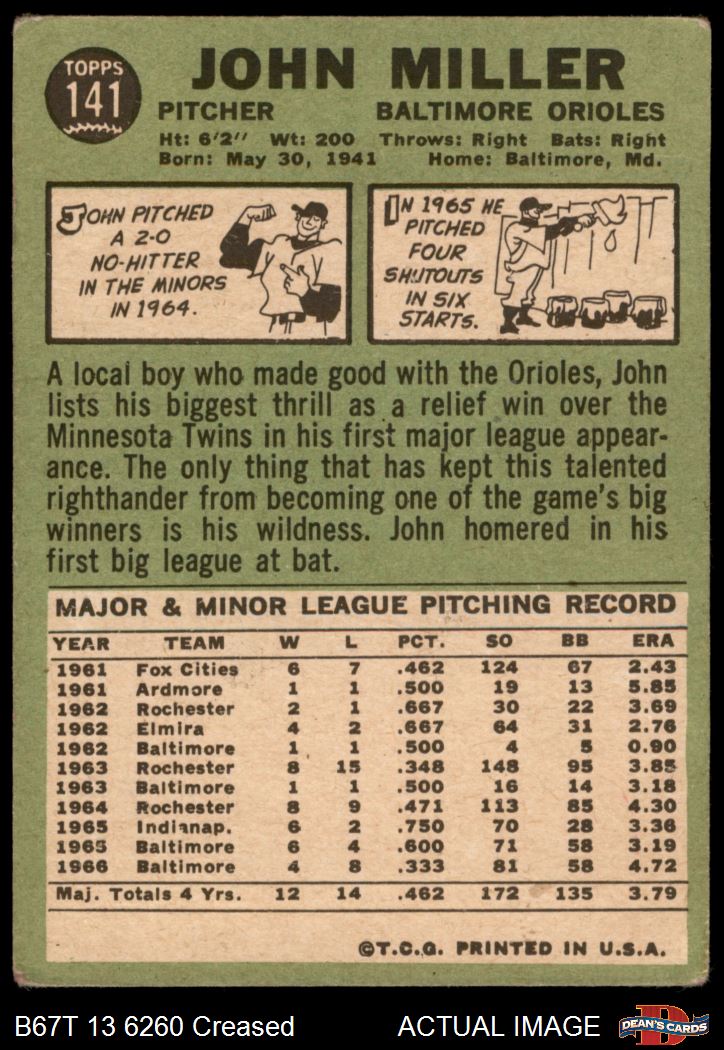 TOPPS
141
JOHN MILLER
PITCHER BALTIMORE ORIOLES
Ht: 6'2" Wt: 200 Throws: Right Bats: Right
Born: May 30, 1941 Home: Baltimore, Md.
JOHN PITCHED
A 2-0
NO-HITTER
IN THE MINORS
IN 1964.
IN 1965 HE
PITCHED
FOUR
SHUTOUTS
IN SIX
STARTS.
A local boy who made good with the Orioles, John
lists his biggest thrill as a relief win over the
Minnesota Twins in his first major league appear-
ance. The only thing that has kept this talented
righthander from becoming one of the game's big
winners is his wildness. John homered in his
first big league at bat.
MAJOR & MINOR LEAGUE PITCHING RECORD
YEAR TEAM W L PCT. SO BB ERA
1961 Fox Cities 6 7 .462 124 67 2.43
1961 Ardmore 1 1 .500 19 13 5.85
1962 Rochester 2 1 .667 30 22 3.69
1962 Elmira 4 2 .667 64 31 2.76
1962 Baltimore 1 1 .500 4 5 0.90
1963 Rochester 8 15 .348 148 95 3.85
1963 Baltimore 1 1 .500 16 14 3.18
1964 Rochester 8 9 .471 113 85 4.30
1965 Indianap. 6 2 .750 70 28 3.36
1965 Baltimore 6 4 .600 71 58 3.19
1966 Baltimore 4 8 .333 81 58 4.72
Maj. Totals 4 Yrs. 12 14 .462 172 135 3.79
©T.C.G. PRINTED IN U.S.A.
B67T 13 6260 Creased ACTUAL IMAGE
D
DEAN'S CARDS